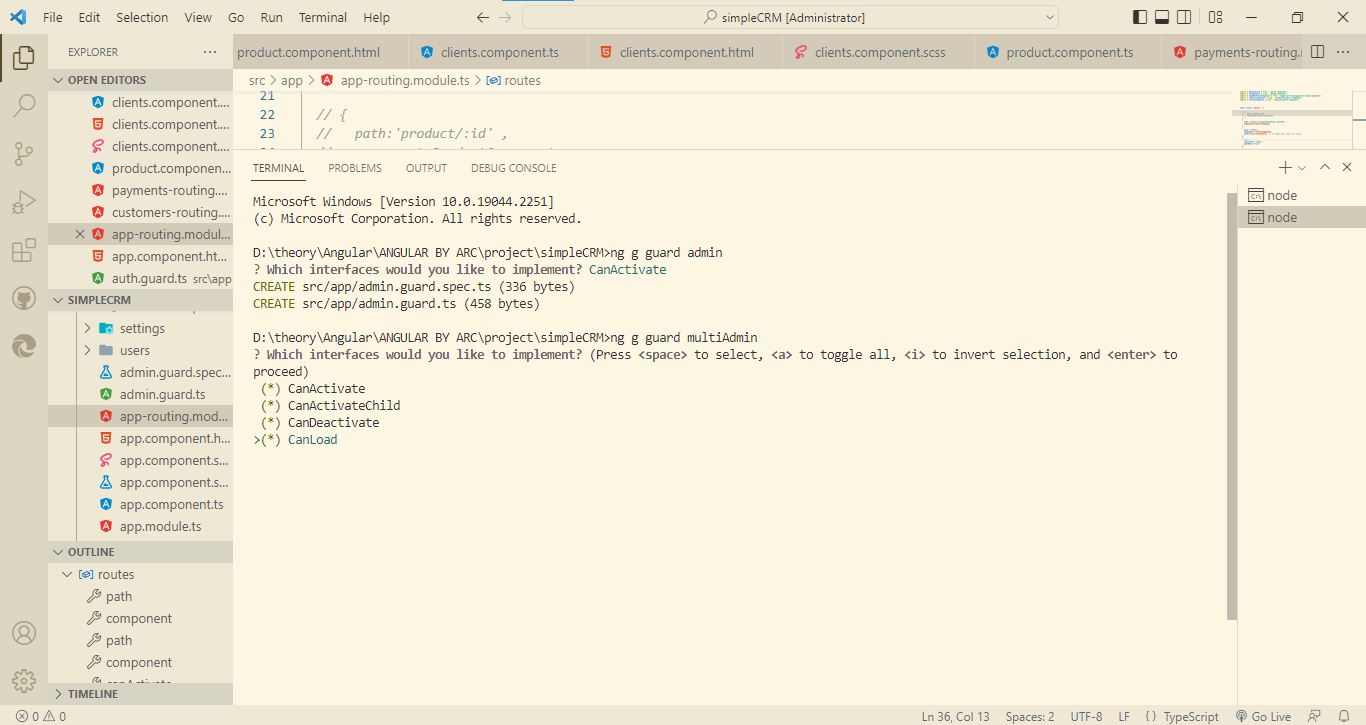 File Edit Selection View Go Run Terminal Help
simpleCRM [Administrator]
EXPLORER
product.component.html
clients.component.ts
clients.component.html
clients.component.scss
product.component.ts
payments-routing.
OPEN EDITORS
clients.component....
clients.component....
clients.component....
product.componen...
payments-routing....
customers-routing....
app-routing.modul...
app.component.ht...
auth.guard.ts src\app
src > app > app-routing.module.ts > routes
21
22 // {
23 // path:'product/:id' ,
TERMINAL PROBLEMS OUTPUT DEBUG CONSOLE
node
node
Microsoft Windows [Version 10.0.19044.2251]
(c) Microsoft Corporation. All rights reserved.
D:\theory\Angular\ANGULAR BY ARC\project\simpleCRM>ng g guard admin
? Which interfaces would you like to implement? CanActivate
CREATE src/app/admin.guard.spec.ts (336 bytes)
CREATE src/app/admin.guard.ts (458 bytes)
D:\theory\Angular\ANGULAR BY ARC\project\simpleCRM>ng g guard multiAdmin
? Which interfaces would you like to implement? (Press <space> to select, <a> to toggle all, <i> to invert selection, and <enter> to
proceed)
(*) CanActivate
(*) CanActivateChild
(*) CanDeactivate
>(*) CanLoad
SIMPLECRM
settings
users
admin.guard.spec...
admin.guard.ts
app-routing.mod...
app.component.h...
app.component.s...
app.component.s...
app.component.ts
app.module.ts
OUTLINE
routes
path
component
path
component
TIMELINE
0 0
Ln 36, Col 13 Spaces: 2 UTF-8 LF {} TypeScript Go Live